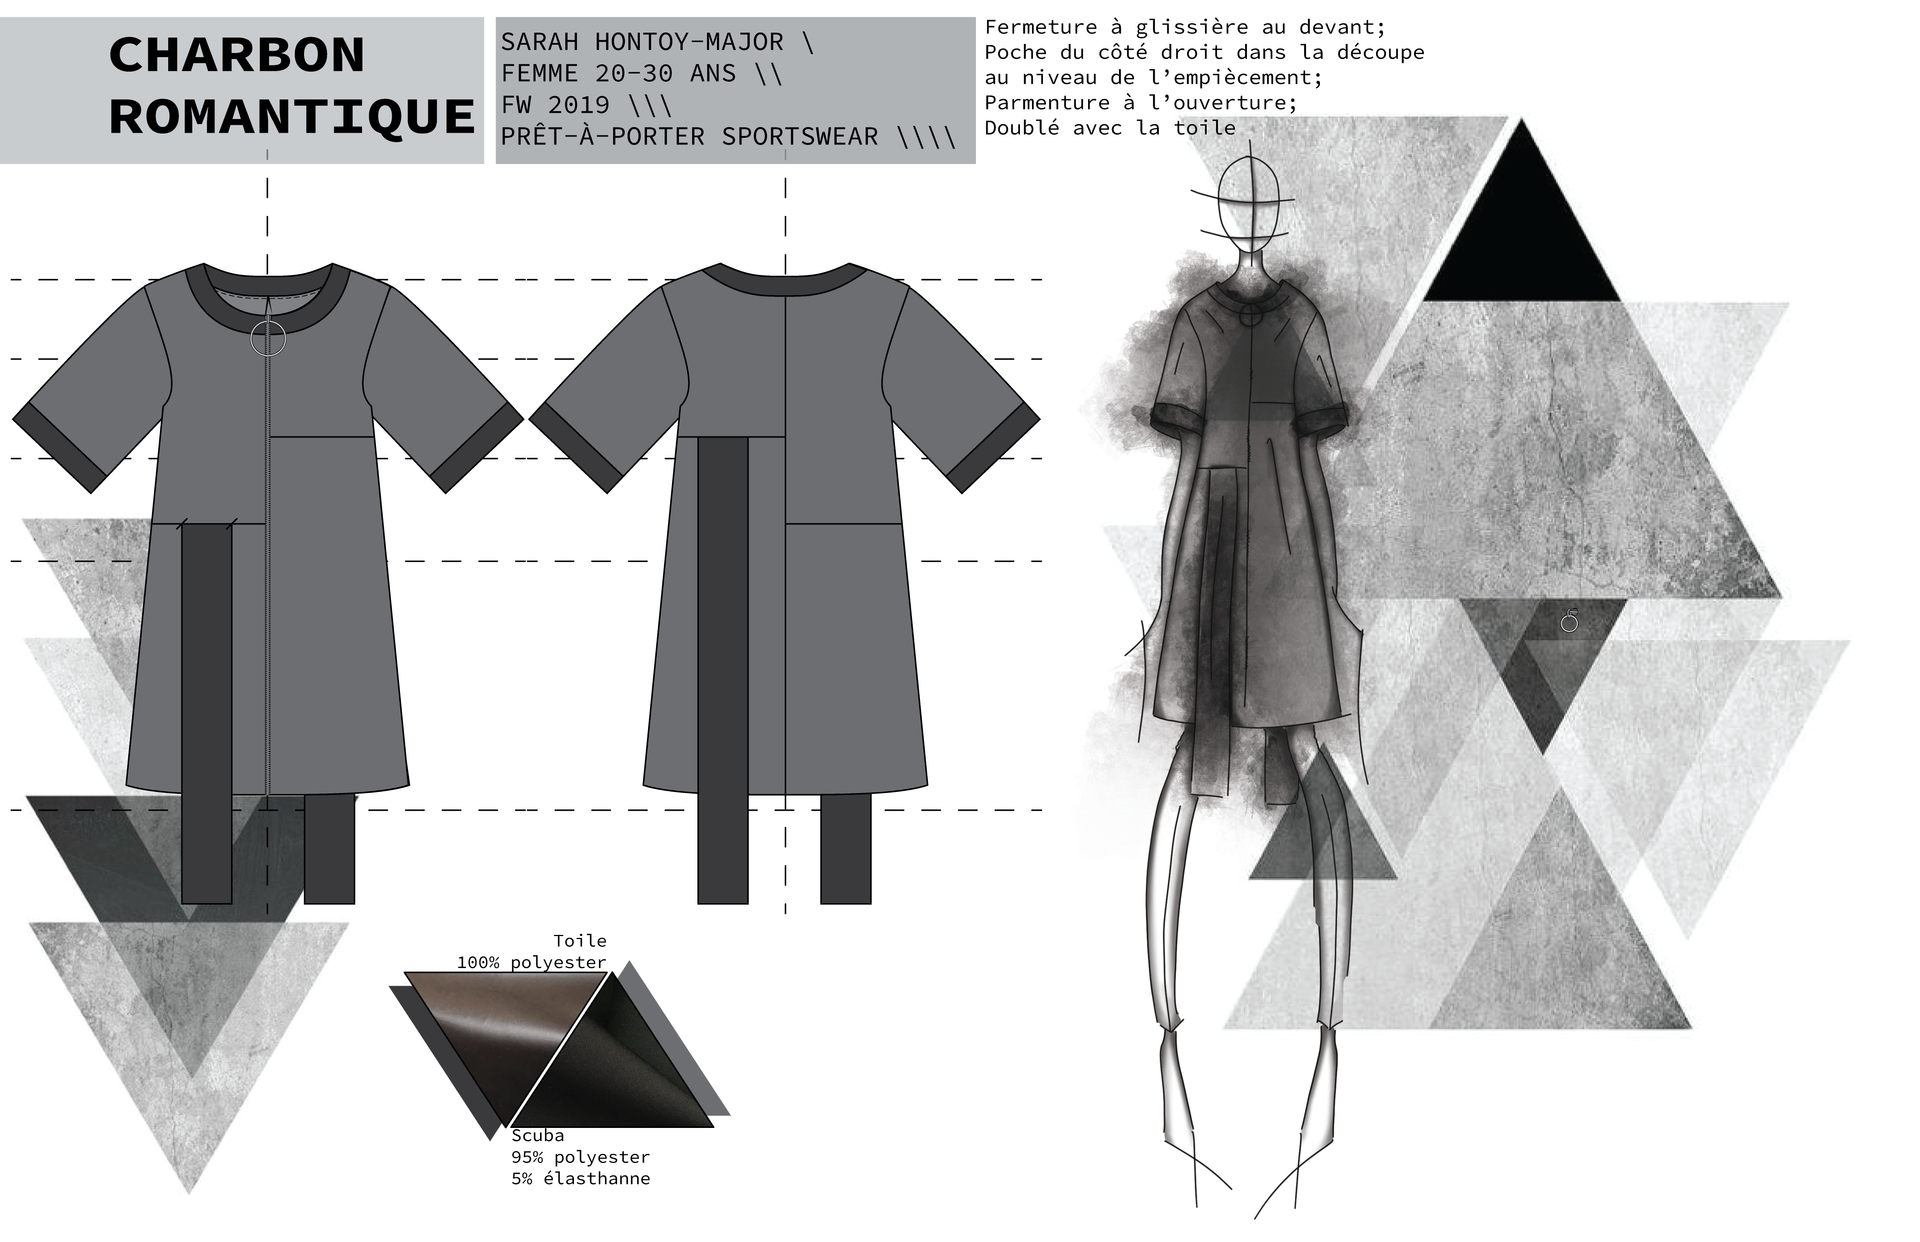 CHARBON
ROMANTIQUE
SARAH HONTOY-MAJOR \
FEMME 20-30 ANS \\
FW 2019 \\\
PRÊT-À-PORTER SPORTSWEAR \\\\
Fermeture à glissière au devant;
Poche du côté droit dans la découpe
au niveau de l’empiècement;
Parmenture à l’ouverture;
Doublé avec la toile
Toile
100% polyester
Scuba
95% polyester
5% élasthanne